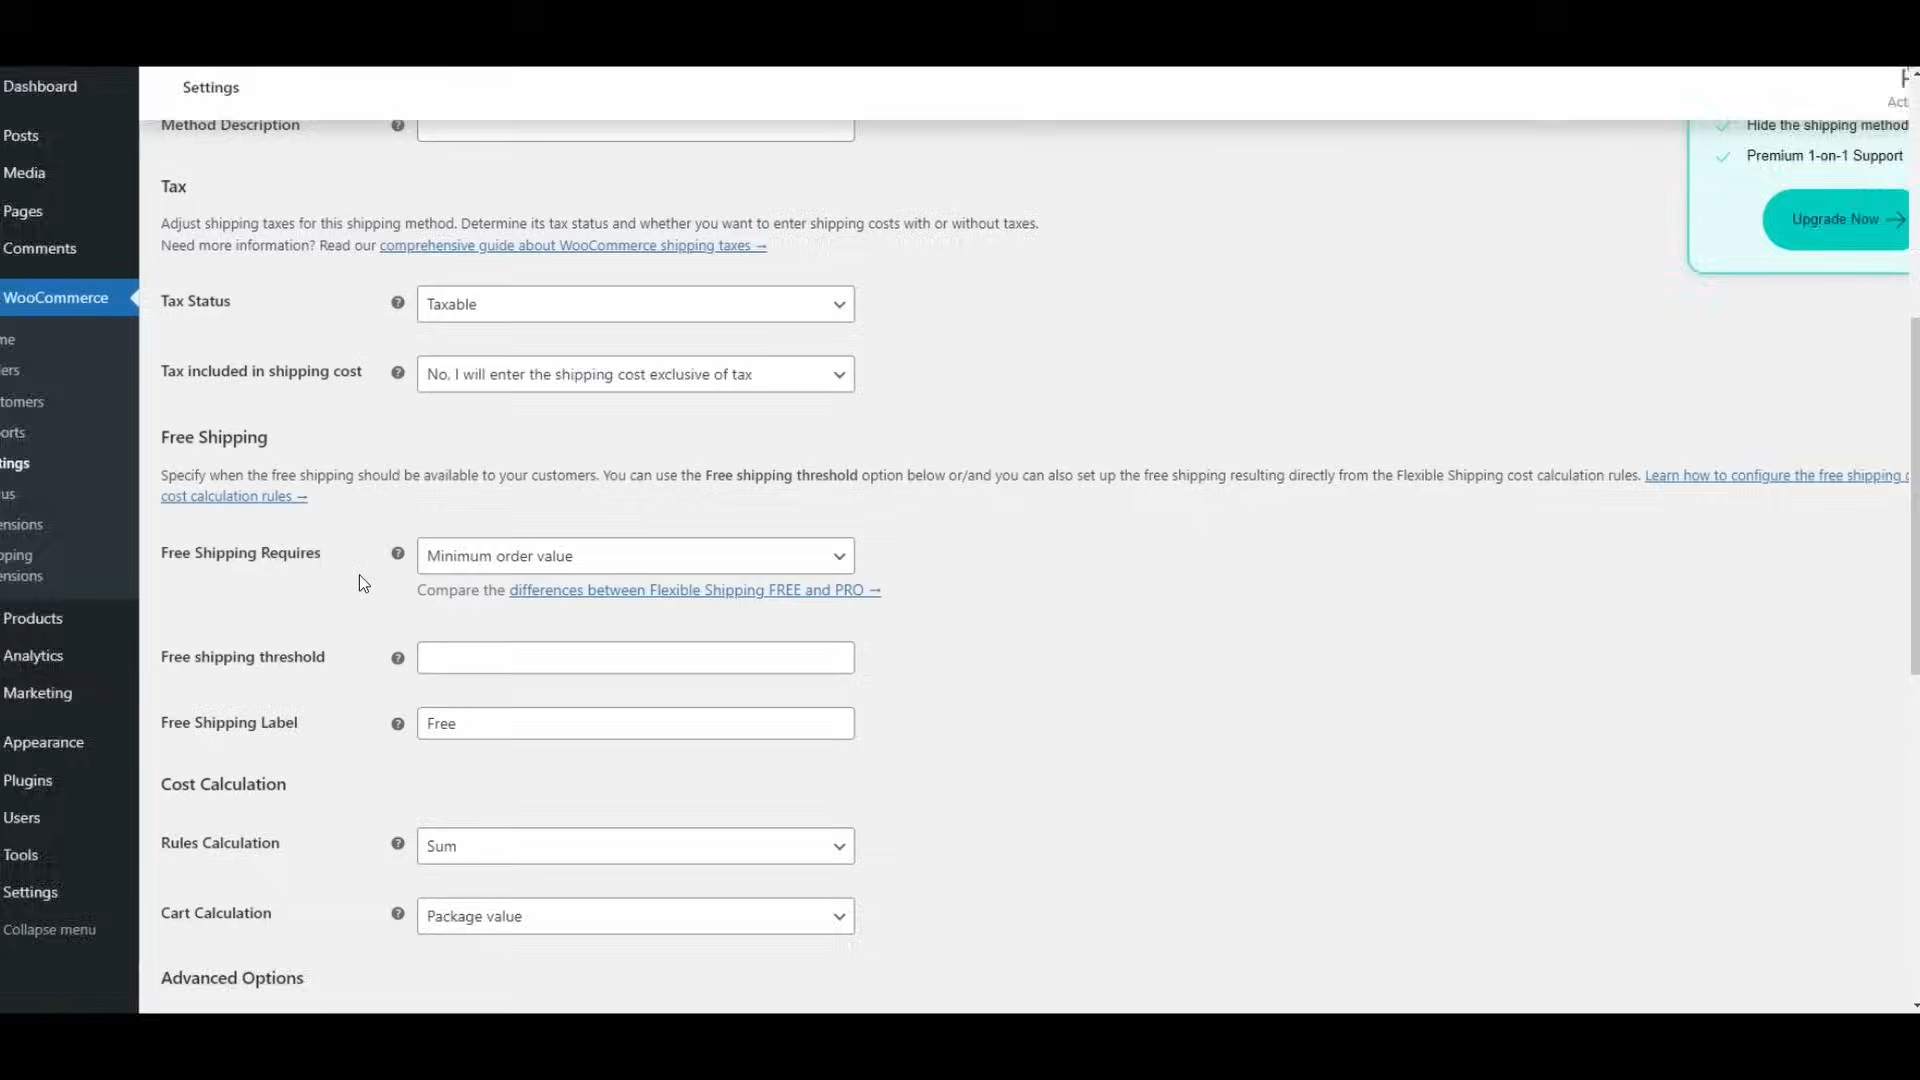 Dashboard
Posts
Media
Pages
Comments
WooCommerce
me
ers
tomers
orts
tings
us
ensions
pping
ensions
Products
Analytics
Marketing
Appearance
Plugins
Users
Tools
Settings
Collapse menu
Settings
Act
Method Description
Hide the shipping method
Premium 1-on-1 Support
Upgrade Now →
Tax
Adjust shipping taxes for this shipping method. Determine its tax status and whether you want to enter shipping costs with or without taxes.
Need more information? Read our comprehensive guide about WooCommerce shipping taxes →
Tax Status
Taxable
Tax included in shipping cost
No, I will enter the shipping cost exclusive of tax
Free Shipping
Specify when the free shipping should be available to your customers. You can use the Free shipping threshold option below or/and you can also set up the free shipping resulting directly from the Flexible Shipping cost calculation rules. Learn how to configure the free shipping
cost calculation rules →
Free Shipping Requires
Minimum order value
Compare the differences between Flexible Shipping FREE and PRO →
Free shipping threshold
Free Shipping Label
Free
Cost Calculation
Rules Calculation
Sum
Cart Calculation
Package value
Advanced Options